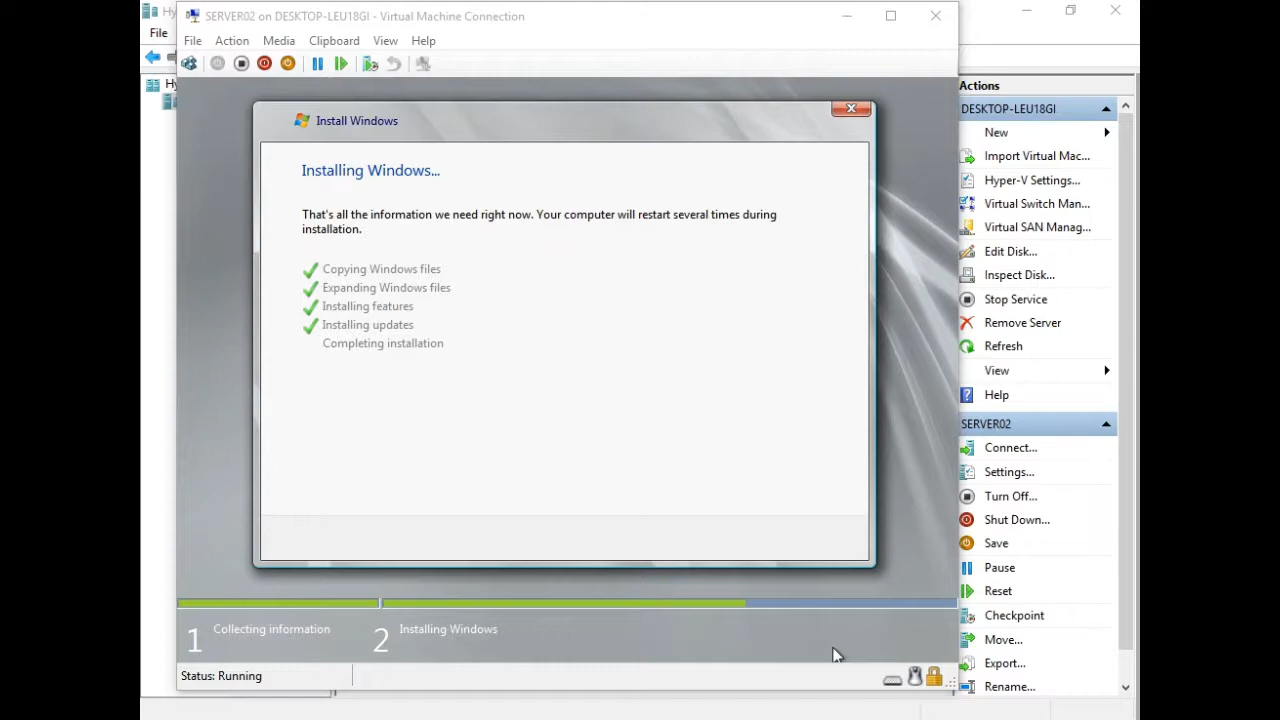 Hy
SERVER02 on DESKTOP-LEU18GI - Virtual Machine Connection
File
File Action Media Clipboard View Help
Hy
Actions
Install Windows
Installing Windows...
That's all the information we need right now. Your computer will restart several times during
installation.
Copying Windows files
Expanding Windows files
Installing features
Installing updates
Completing installation
1 Collecting information
2 Installing Windows
Status: Running
DESKTOP-LEU18GI
New
Import Virtual Mac...
Hyper-V Settings...
Virtual Switch Man...
Virtual SAN Manag...
Edit Disk...
Inspect Disk...
Stop Service
Remove Server
Refresh
View
Help
SERVER02
Connect...
Settings...
Turn Off...
Shut Down...
Save
Pause
Reset
Checkpoint
Move...
Export...
Rename...